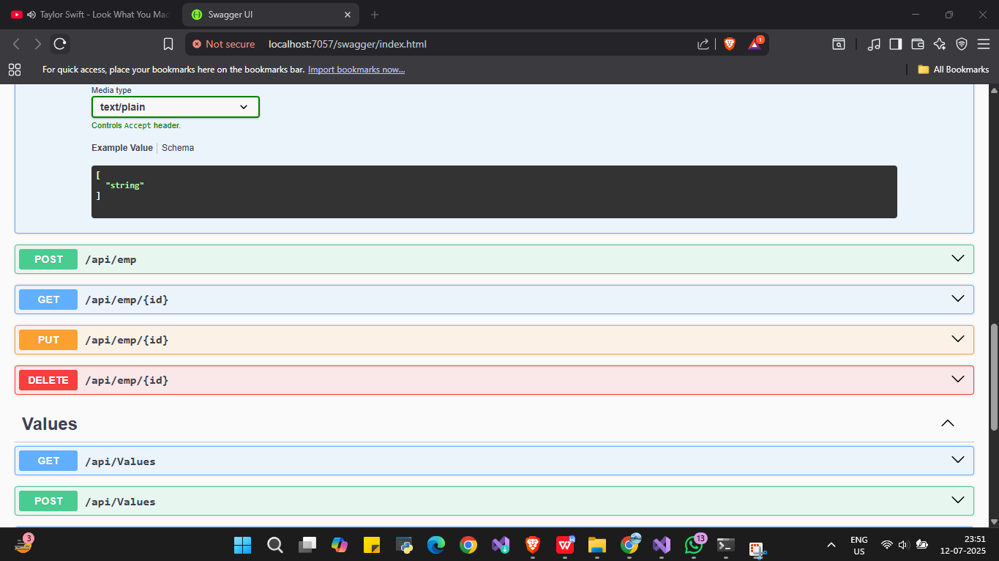 Taylor Swift - Look What You Mad
Swagger UI
Not secure
localhost:7057/swagger/index.html
1
For quick access, place your bookmarks here on the bookmarks bar. Import bookmarks now...
All Bookmarks
Media type
text/plain
Controls Accept header.
Example Value
Schema
[
"string"
]
POST /api/emp
GET /api/emp/{id}
PUT /api/emp/{id}
DELETE /api/emp/{id}
Values
GET /api/Values
POST /api/Values
3
13
ENG
US
23:51
12-07-2025